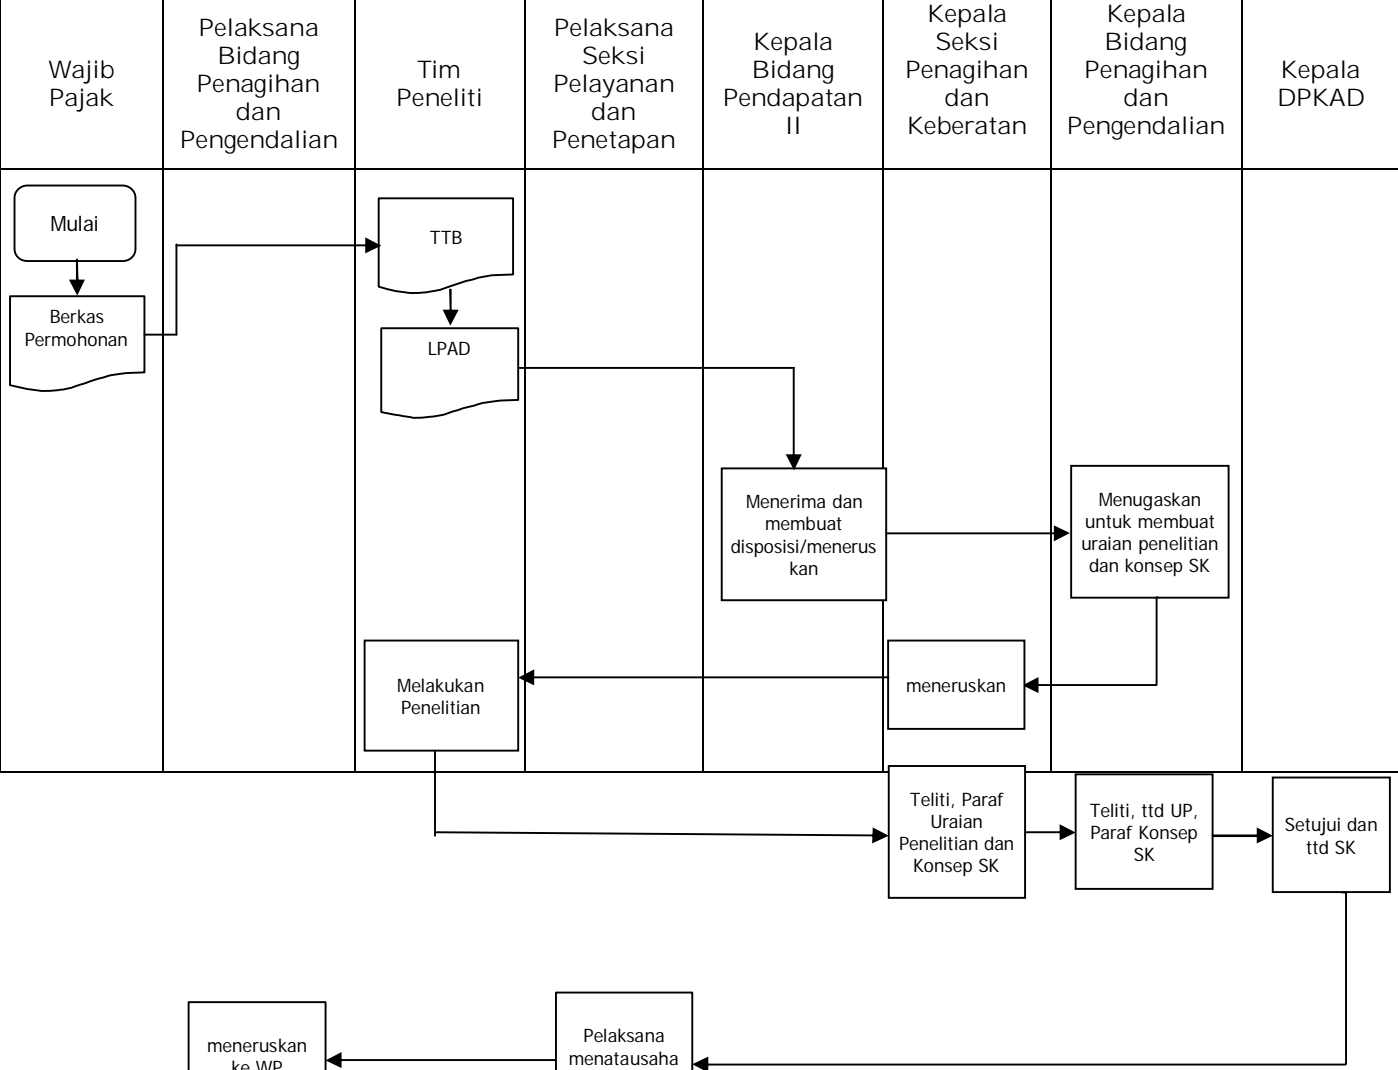 Wajib
Pajak
Pelaksana
Bidang
Penagihan
dan
Pengendalian
Tim
Peneliti
Pelaksana
Seksi
Pelayanan
dan
Penetapan
Kepala
Bidang
Pendapatan
II
Kepala
Seksi
Penagihan
dan
Keberatan
Kepala
Bidang
Penagihan
dan
Pengendalian
Kepala
DPKAD
Mulai
Berkas
Permohonan
TTB
LPAD
Menerima dan
membuat
disposisi/menerus
kan
Menugaskan
untuk membuat
uraian penelitian
dan konsep SK
meneruskan
Melakukan
Penelitian
Teliti, Paraf
Uraian
Penelitian dan
Konsep SK
Teliti, ttd UP,
Paraf Konsep
SK
Setujui dan
ttd SK
Pelaksana
menatausaha
meneruskan
ke WP